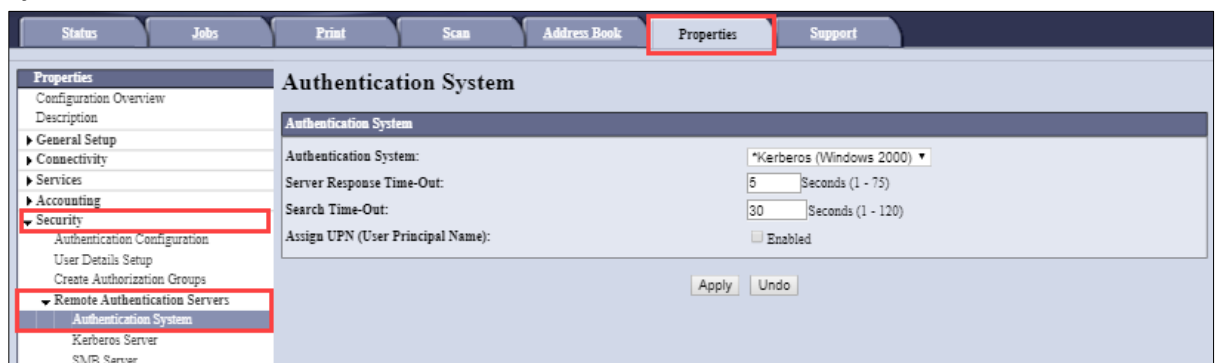 Status Jobs Print Scan Address Book Properties Support
Properties
Configuration Overview
Description
General Setup
Connectivity
Services
Accounting
Security
Authentication Configuration
User Details Setup
Create Authorization Groups
Remote Authentication Servers
Authentication System
Kerberos Server
SMB Server
Authentication System
Authentication System
Authentication System: *Kerberos (Windows 2000)
Server Response Time-Out: 5 Seconds (1 - 75)
Search Time-Out: 30 Seconds (1 - 120)
Assign UPN (User Principal Name): Enabled
Apply Undo